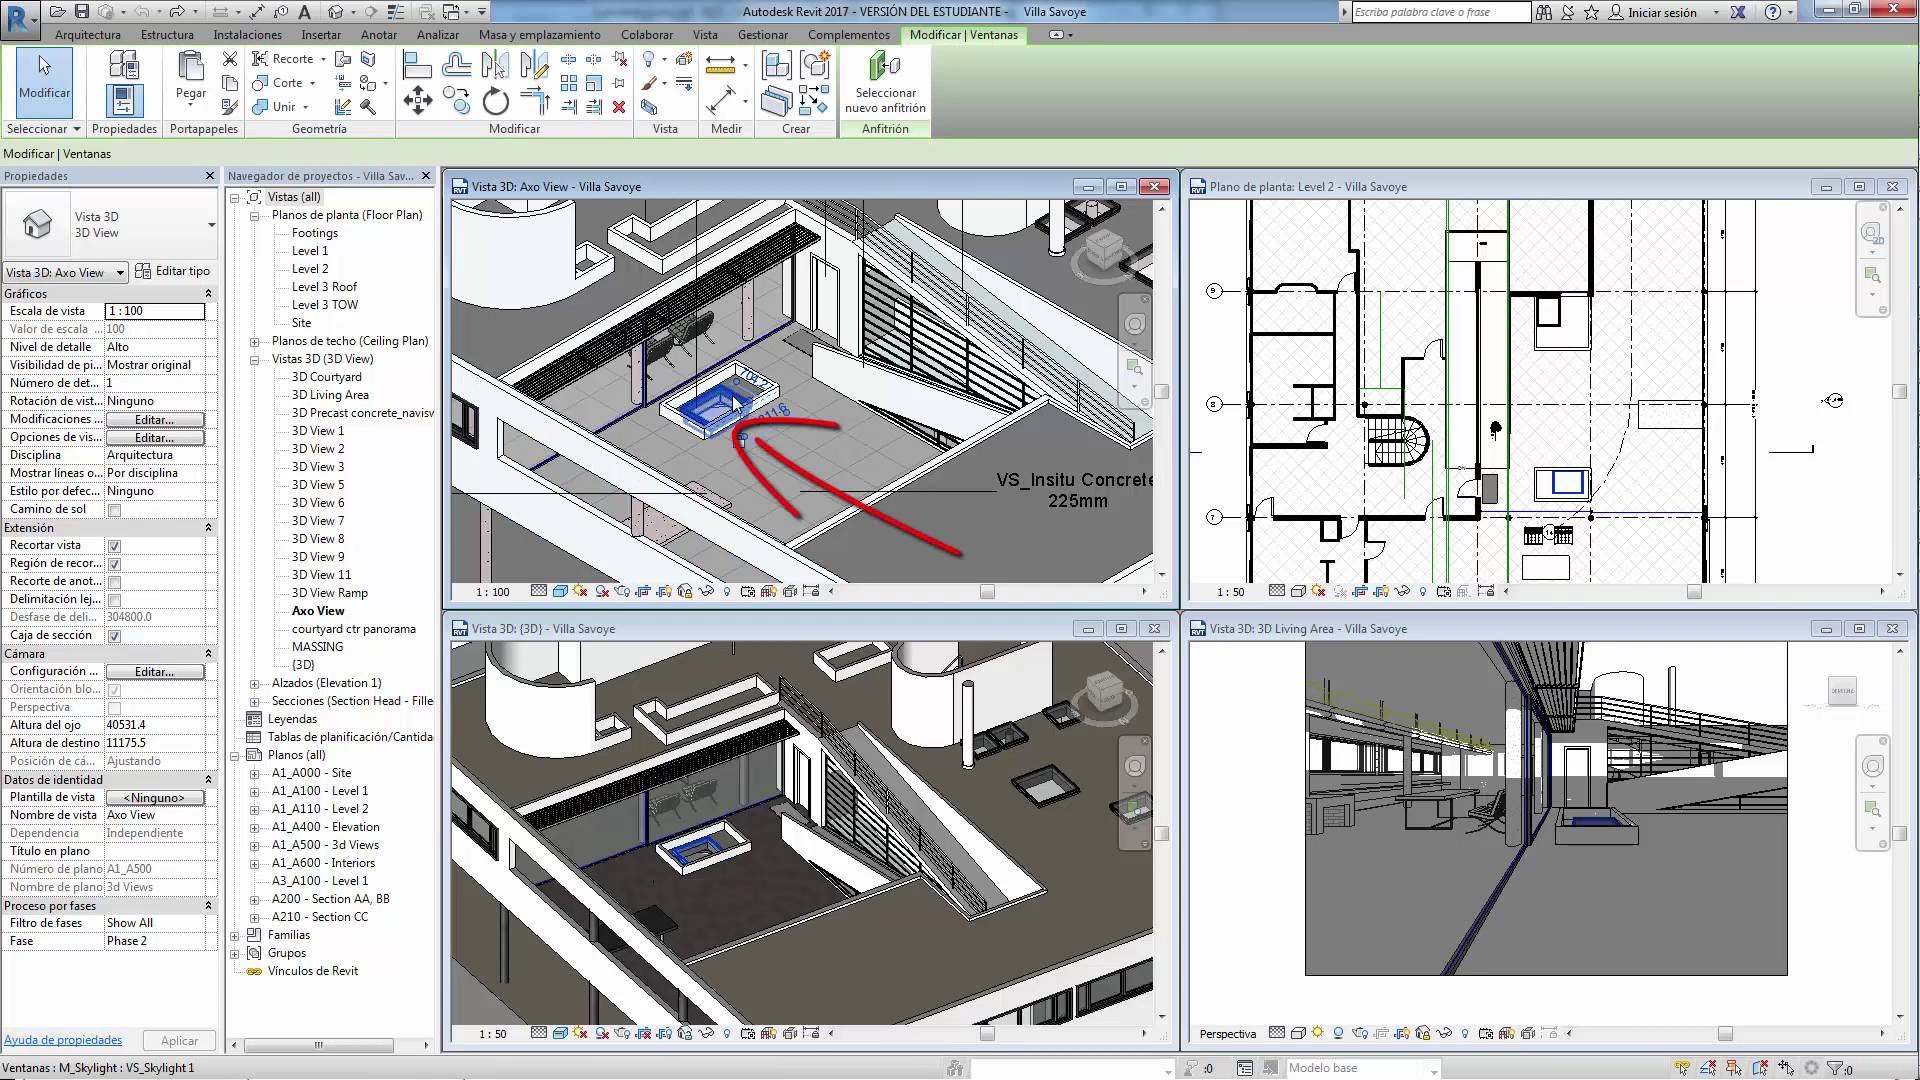 Autodesk Revit 2017 - VERSIÓN DEL ESTUDIANTE - Villa Savoye
Escriba palabra clave o frase
Iniciar sesión
Arquitectura Estructura Instalaciones Insertar Anotar Analizar Masa y emplazamiento Colaborar Vista Gestionar Complementos Modificar | Ventanas
Modificar
Pegar
Recorte
Corte
Unir
Seleccionar
nuevo anfitrión
Seleccionar Propiedades Portapapeles Geometría Modificar Vista Medir Crear Anfitrión
Modificar | Ventanas
Propiedades
Vista 3D
3D View
Vista 3D: Axo View
Editar tipo
Gráficos
Escala de vista 1 : 100
Valor de escala ... 100
Nivel de detalle Alto
Visibilidad de pi... Mostrar original
Número de det... 1
Rotación de vist... Ninguno
Modificaciones ... Editar...
Opciones de vis... Editar...
Disciplina Arquitectura
Mostrar líneas o... Por disciplina
Estilo por defec... Ninguno
Camino de sol
Extensión
Recortar vista
Región de recor...
Recorte de anot...
Delimitación lej...
Desfase de deli... 304800.0
Caja de sección
Cámara
Configuración ... Editar...
Orientación blo...
Perspectiva
Altura del ojo 40531.4
Altura de destino 11175.5
Posición de cá... Ajustando
Datos de identidad
Plantilla de vista <Ninguno>
Nombre de vista Axo View
Dependencia Independiente
Título en plano
Número de plano A1_A500
Nombre de plano 3d Views
Proceso por fases
Filtro de fases Show All
Fase Phase 2
Ayuda de propiedades
Aplicar
Navegador de proyectos - Villa Sav...
Vistas (all)
Planos de planta (Floor Plan)
Footings
Level 1
Level 2
Level 3 Roof
Level 3 TOW
Site
Planos de techo (Ceiling Plan)
Vistas 3D (3D View)
3D Courtyard
3D Living Area
3D Precast concrete_navisw
3D View 1
3D View 2
3D View 3
3D View 5
3D View 6
3D View 7
3D View 8
3D View 9
3D View 11
3D View Ramp
Axo View
courtyard ctr panorama
MASSING
{3D}
Alzados (Elevation 1)
Secciones (Section Head - Fille
Leyendas
Tablas de planificación/Cantida
Planos (all)
A1_A000 - Site
A1_A100 - Level 1
A1_A110 - Level 2
A1_A400 - Elevation
A1_A500 - 3d Views
A1_A600 - Interiors
A3_A100 - Level 1
A200 - Section AA, BB
A210 - Section CC
Familias
Grupos
Vínculos de Revit
Vista 3D: Axo View - Villa Savoye
VS_Insitu Concrete
225mm
1 : 100
Plano de planta: Level 2 - Villa Savoye
2D
9
8
7
1 : 50
Vista 3D: {3D} - Villa Savoye
1 : 50
Vista 3D: 3D Living Area - Villa Savoye
Perspectiva
Ventanas : M_Skylight : VS_Skylight 1
:0
Modelo base
:0